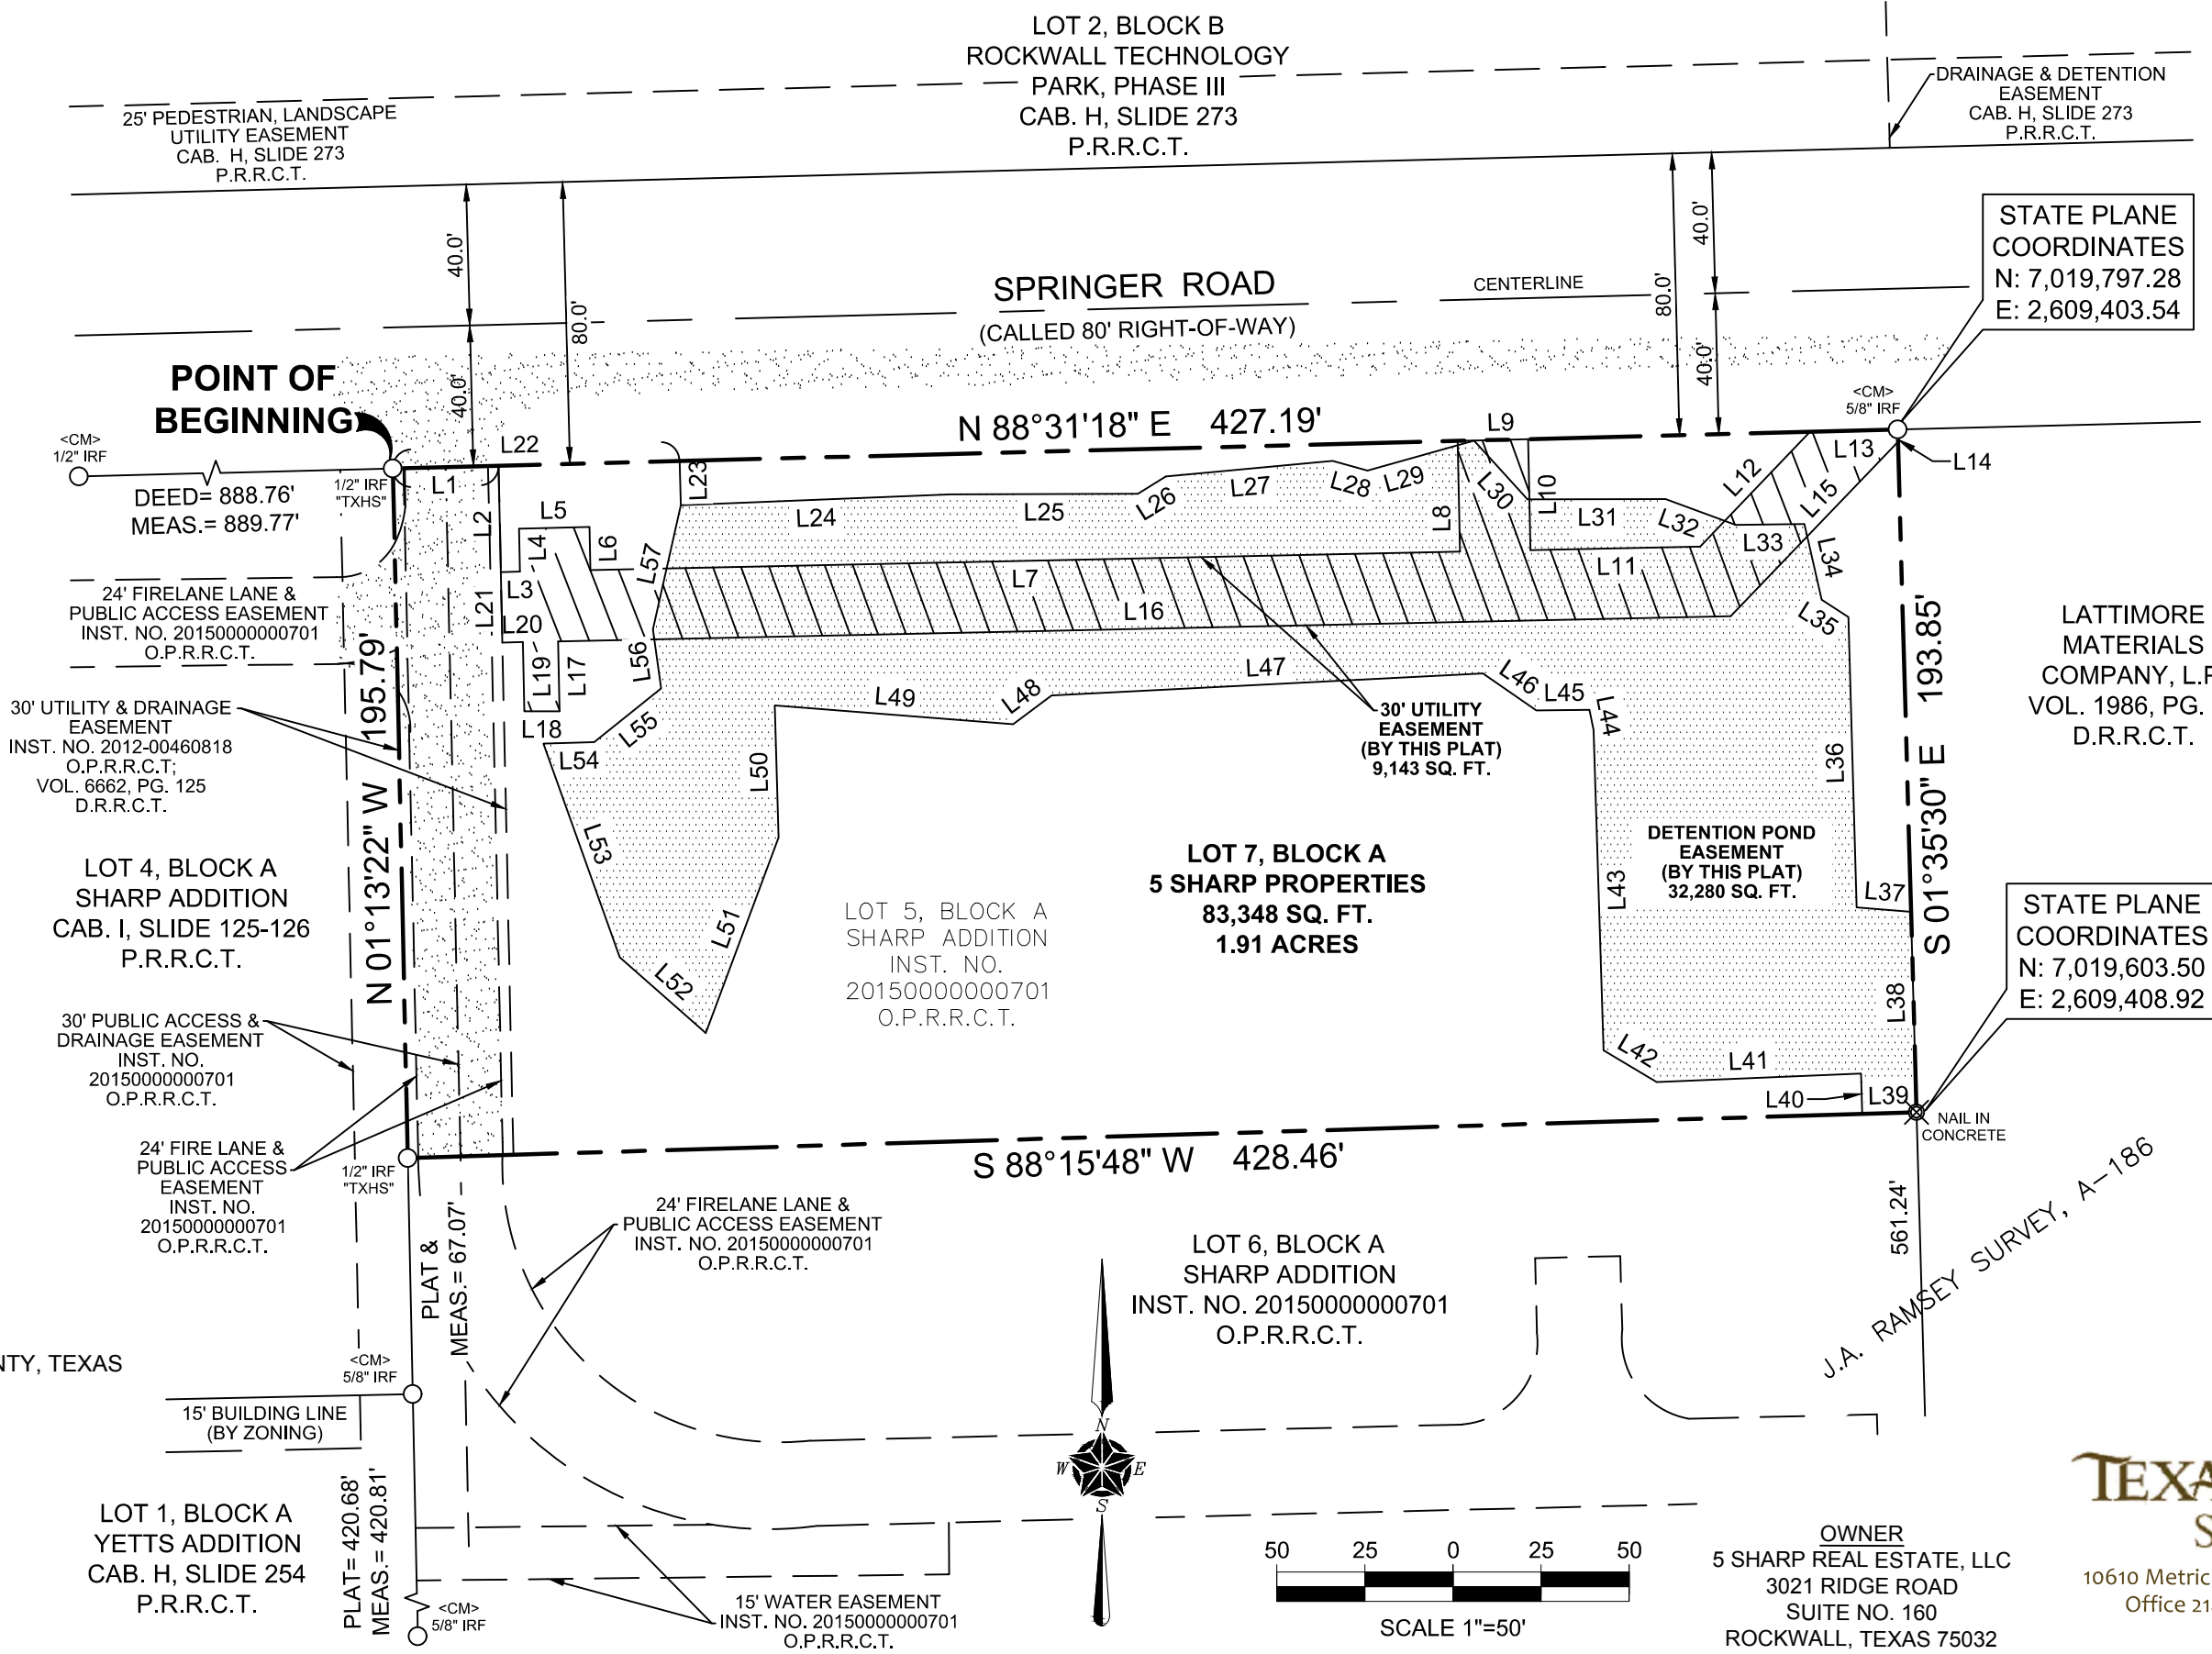 LOT 2, BLOCK B
ROCKWALL TECHNOLOGY
PARK, PHASE III
CAB. H, SLIDE 273
P.R.R.C.T.
25' PEDESTRIAN, LANDSCAPE
UTILITY EASEMENT
CAB. H, SLIDE 273
P.R.R.C.T.
DRAINAGE & DETENTION
EASEMENT
CAB. H, SLIDE 273
P.R.R.C.T.
40.0'
80.0'
40.0'
40.0'
80.0'
40.0'
SPRINGER ROAD
CENTERLINE
(CALLED 80' RIGHT-OF-WAY)
STATE PLANE
COORDINATES
N: 7,019,797.28
E: 2,609,403.54
POINT OF
BEGINNING
<CM>
1/2" IRF
DEED= 888.76'
MEAS.= 889.77'
1/2" IRF
"TXHS"
N 88°31'18" E 427.19'
<CM>
5/8" IRF
L22
L1
L2
L5
L4
L6
L3
L21
L20
L19
L17
L18
L23
L57
L56
L24
L25
L26
L27
L28
L29
L9
L8
L30
L10
L31
L32
L12
L13
L15
L14
L33
L34
L35
L7
L16
L11
24' FIRELANE LANE &
PUBLIC ACCESS EASEMENT
INST. NO. 20150000000701
O.P.R.R.C.T.
30' UTILITY & DRAINAGE
EASEMENT
INST. NO. 2012-00460818
O.P.R.R.C.T;
VOL. 6662, PG. 125
D.R.R.C.T.
N 01°13'22" W 195.79'
LOT 4, BLOCK A
SHARP ADDITION
CAB. I, SLIDE 125-126
P.R.R.C.T.
30' PUBLIC ACCESS &
DRAINAGE EASEMENT
INST. NO.
20150000000701
O.P.R.R.C.T.
24' FIRE LANE &
PUBLIC ACCESS
EASEMENT
INST. NO.
20150000000701
O.P.R.R.C.T.
1/2" IRF
"TXHS"
L54
L55
L53
L52
L51
L50
L49
L48
L47
L46
L45
L44
L43
L42
L41
L40
L39
L38
L37
L36
30' UTILITY
EASEMENT
(BY THIS PLAT)
9,143 SQ. FT.
LOT 7, BLOCK A
5 SHARP PROPERTIES
83,348 SQ. FT.
1.91 ACRES
LOT 5, BLOCK A
SHARP ADDITION
INST. NO.
20150000000701
O.P.R.R.C.T.
DETENTION POND
EASEMENT
(BY THIS PLAT)
32,280 SQ. FT.
S 01°35'30" E 193.85'
LATTIMORE
MATERIALS
COMPANY, L.P
VOL. 1986, PG.
D.R.R.C.T.
STATE PLANE
COORDINATES
N: 7,019,603.50
E: 2,609,408.92
NAIL IN
CONCRETE
S 88°15'48" W 428.46'
24' FIRELANE LANE &
PUBLIC ACCESS EASEMENT
INST. NO. 20150000000701
O.P.R.R.C.T.
PLAT &
MEAS.= 67.07'
LOT 6, BLOCK A
SHARP ADDITION
INST. NO. 20150000000701
O.P.R.R.C.T.
561.24'
J.A. RAMSEY SURVEY, A-186
NTY, TEXAS
<CM>
5/8" IRF
15' BUILDING LINE
(BY ZONING)
LOT 1, BLOCK A
YETTS ADDITION
CAB. H, SLIDE 254
P.R.R.C.T.
PLAT= 420.68'
MEAS.= 420.81'
<CM>
5/8" IRF
15' WATER EASEMENT
INST. NO. 20150000000701
O.P.R.R.C.T.
N
W E
S
50 25 0 25 50
SCALE 1"=50'
OWNER
5 SHARP REAL ESTATE, LLC
3021 RIDGE ROAD
SUITE NO. 160
ROCKWALL, TEXAS 75032
TEXA
S
10610 Metric
Office 21